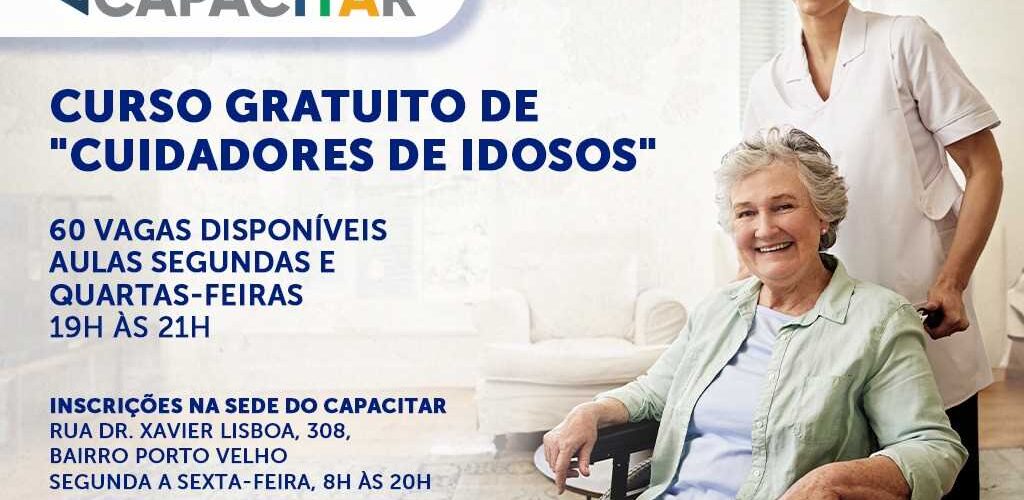 CAPACITAR
CURSO GRATUITO DE
"CUIDADORES DE IDOSOS"
60 VAGAS DISPONÍVEIS
AULAS SEGUNDAS E
QUARTAS-FEIRAS
19H ÀS 21H
INSCRIÇÕES NA SEDE DO CAPACITAR
RUA DR. XAVIER LISBOA, 308,
BAIRRO PORTO VELHO
SEGUNDA A SEXTA-FEIRA, 8H ÀS 20H